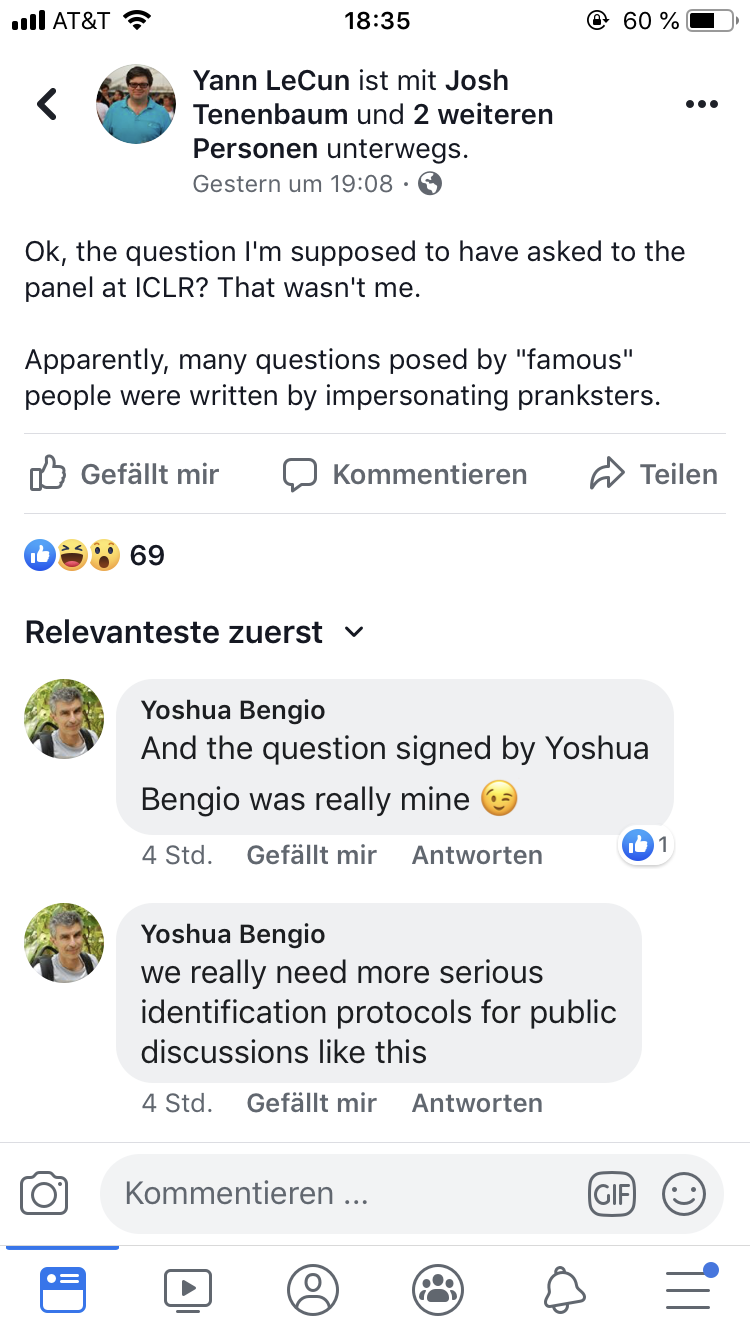 AT&T 18:35 60 %
Yann LeCun ist mit Josh
Tenenbaum und 2 weiteren
Personen unterwegs.
Gestern um 19:08 ·
Ok, the question I'm supposed to have asked to the
panel at ICLR? That wasn't me.
Apparently, many questions posed by "famous"
people were written by impersonating pranksters.
Gefällt mir Kommentieren Teilen
69
Relevanteste zuerst
Yoshua Bengio
And the question signed by Yoshua
Bengio was really mine 😉
4 Std. Gefällt mir Antworten 1
Yoshua Bengio
we really need more serious
identification protocols for public
discussions like this
4 Std. Gefällt mir Antworten
Kommentieren ... GIF